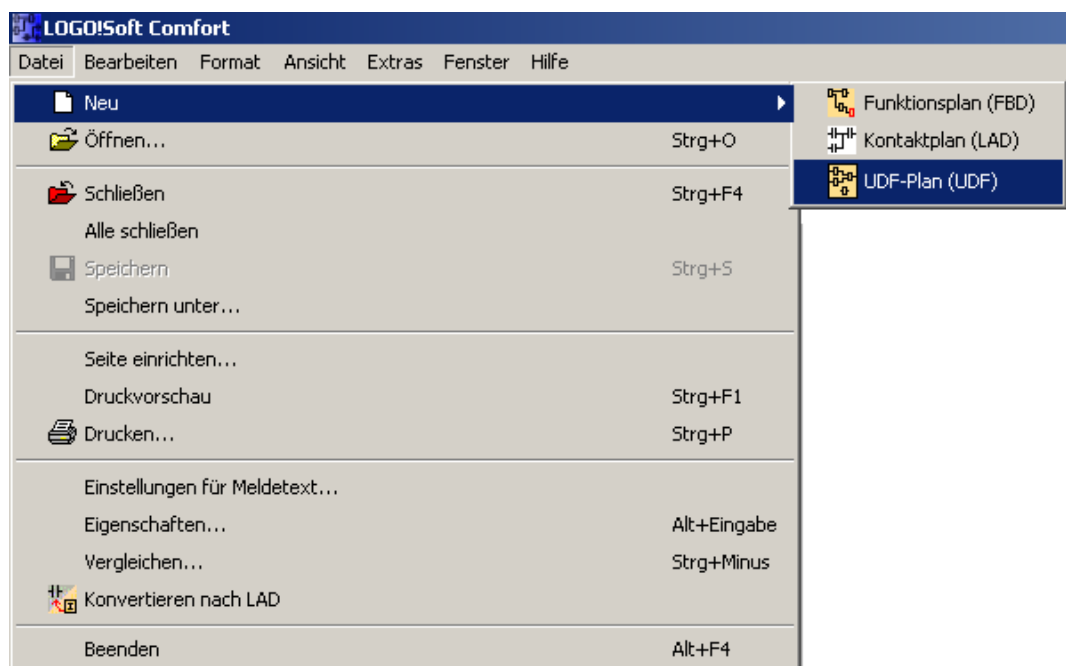 LOGO!Soft Comfort
Datei Bearbeiten Format Ansicht Extras Fenster Hilfe
Neu
Funktionsplan (FBD)
Öffnen... Strg+O
Kontaktplan (LAD)
UDF-Plan (UDF)
Schließen Strg+F4
Alle schließen
Speichern Strg+S
Speichern unter...
Seite einrichten...
Druckvorschau Strg+F1
Drucken... Strg+P
Einstellungen für Meldetext...
Eigenschaften... Alt+Eingabe
Vergleichen... Strg+Minus
Konvertieren nach LAD
Beenden Alt+F4